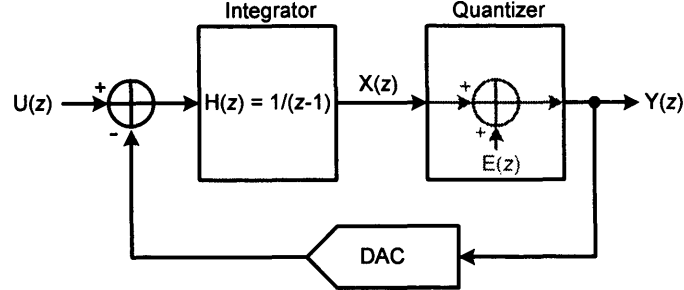 Integrator
Quantizer
U(z)
+
-
H(z) = 1/(z-1)
X(z)
+
+
E(z)
Y(z)
DAC